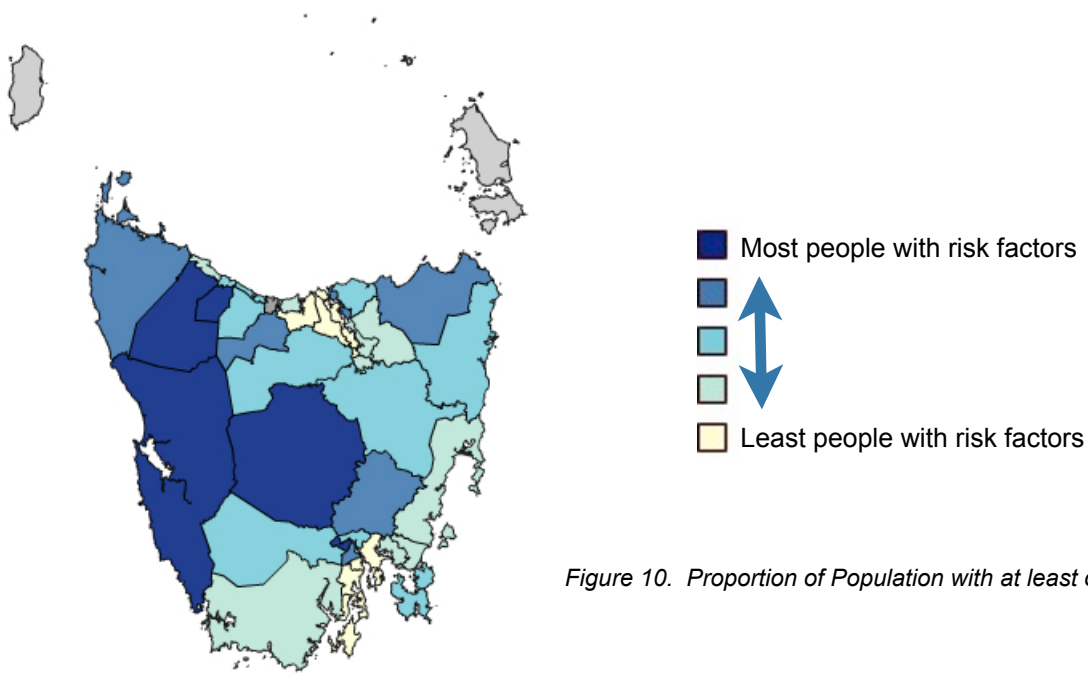 Most people with risk factors
Least people with risk factors
Figure 10. Proportion of Population with at least